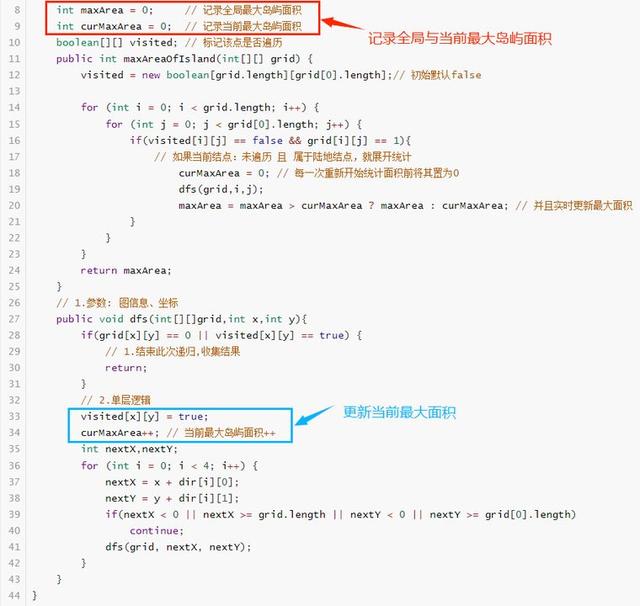 8 int maxArea = 0; // 记录全局最大岛屿面积
9 int curMaxArea = 0; // 记录当前最大岛屿面积
记录全局与当前最大岛屿面积
10 boolean[][] visited; // 标记该点是否遍历
11 public int maxAreaOfIsland(int[][] grid) {
12 visited = new boolean[grid.length][grid[0].length];// 初始默认false
13
14 for (int i = 0; i < grid.length; i++) {
15 for (int j = 0; j < grid[0].length; j++) {
16 if(visited[i][j] == false && grid[i][j] == 1){
17 // 如果当前结点：未遍历 且 属于陆地结点，就展开统计
18 curMaxArea = 0; // 每一次重新开始统计面积前将其置为0
19 dfs(grid,i,j);
20 maxArea = maxArea > curMaxArea ? maxArea : curMaxArea; // 并且实时更新最大面积
21 }
22 }
23 }
24 return maxArea;
25 }
26 // 1.参数: 图信息、坐标
27 public void dfs(int[][]grid,int x,int y){
28 if(grid[x][y] == 0 || visited[x][y] == true) {
29 // 1.结束此次递归,收集结果
30 return;
31 }
32 // 2.单层逻辑
33 visited[x][y] = true;
更新当前最大面积
34 curMaxArea++; // 当前最大岛屿面积++
35 int nextX,nextY;
36 for (int i = 0; i < 4; i++) {
37 nextX = x + dir[i][0];
38 nextY = y + dir[i][1];
39 if(nextX < 0 || nextX >= grid.length || nextY < 0 || nextY >= grid[0].length)
40 continue;
41 dfs(grid, nextX, nextY);
42 }
43 }
44 }